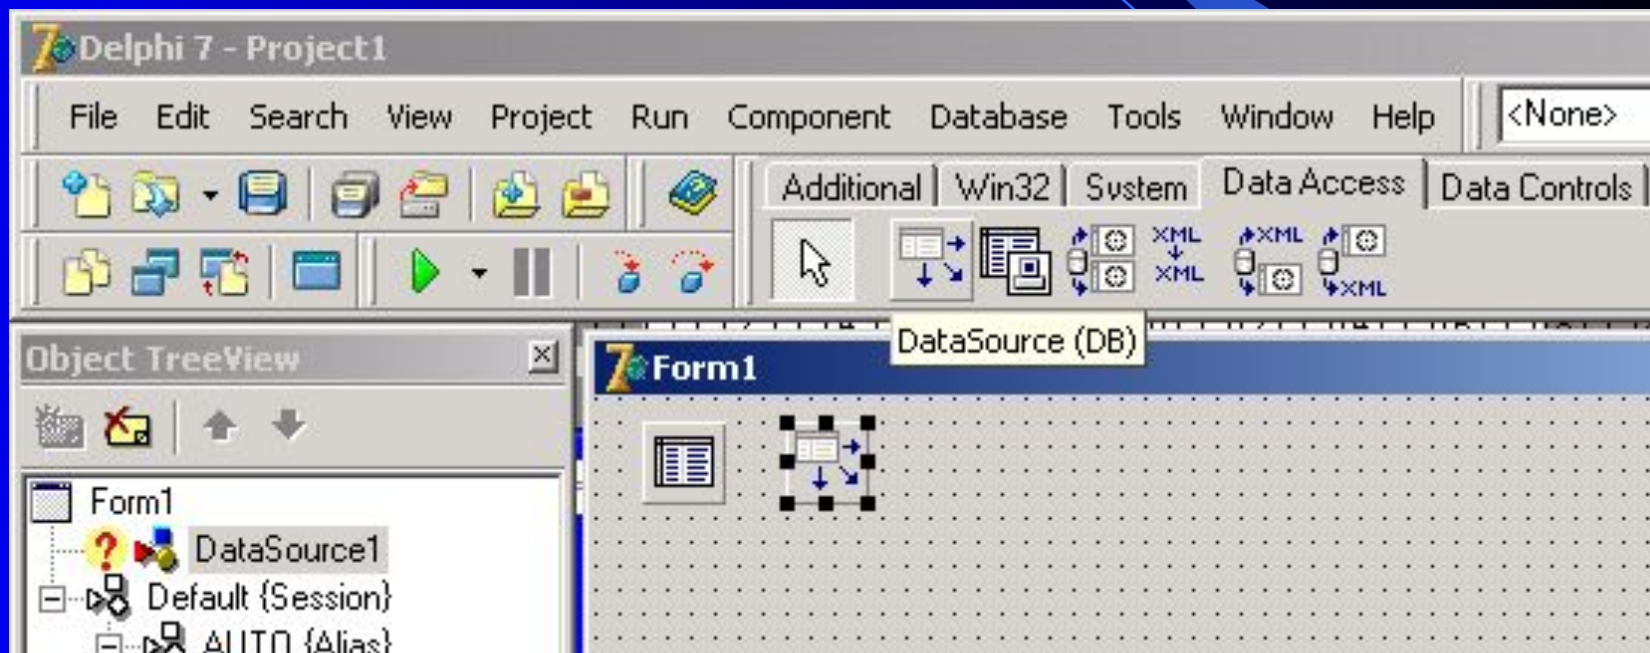 Delphi 7 - Project1
File Edit Search View Project Run Component Database Tools Window Help <None>
Additional Win32 System Data Access Data Controls
XML XML XML
XML XML
DataSource (DB)
Object TreeView
Form1
Form1
DataSource1
Default {Session}
AUTO {Alias}